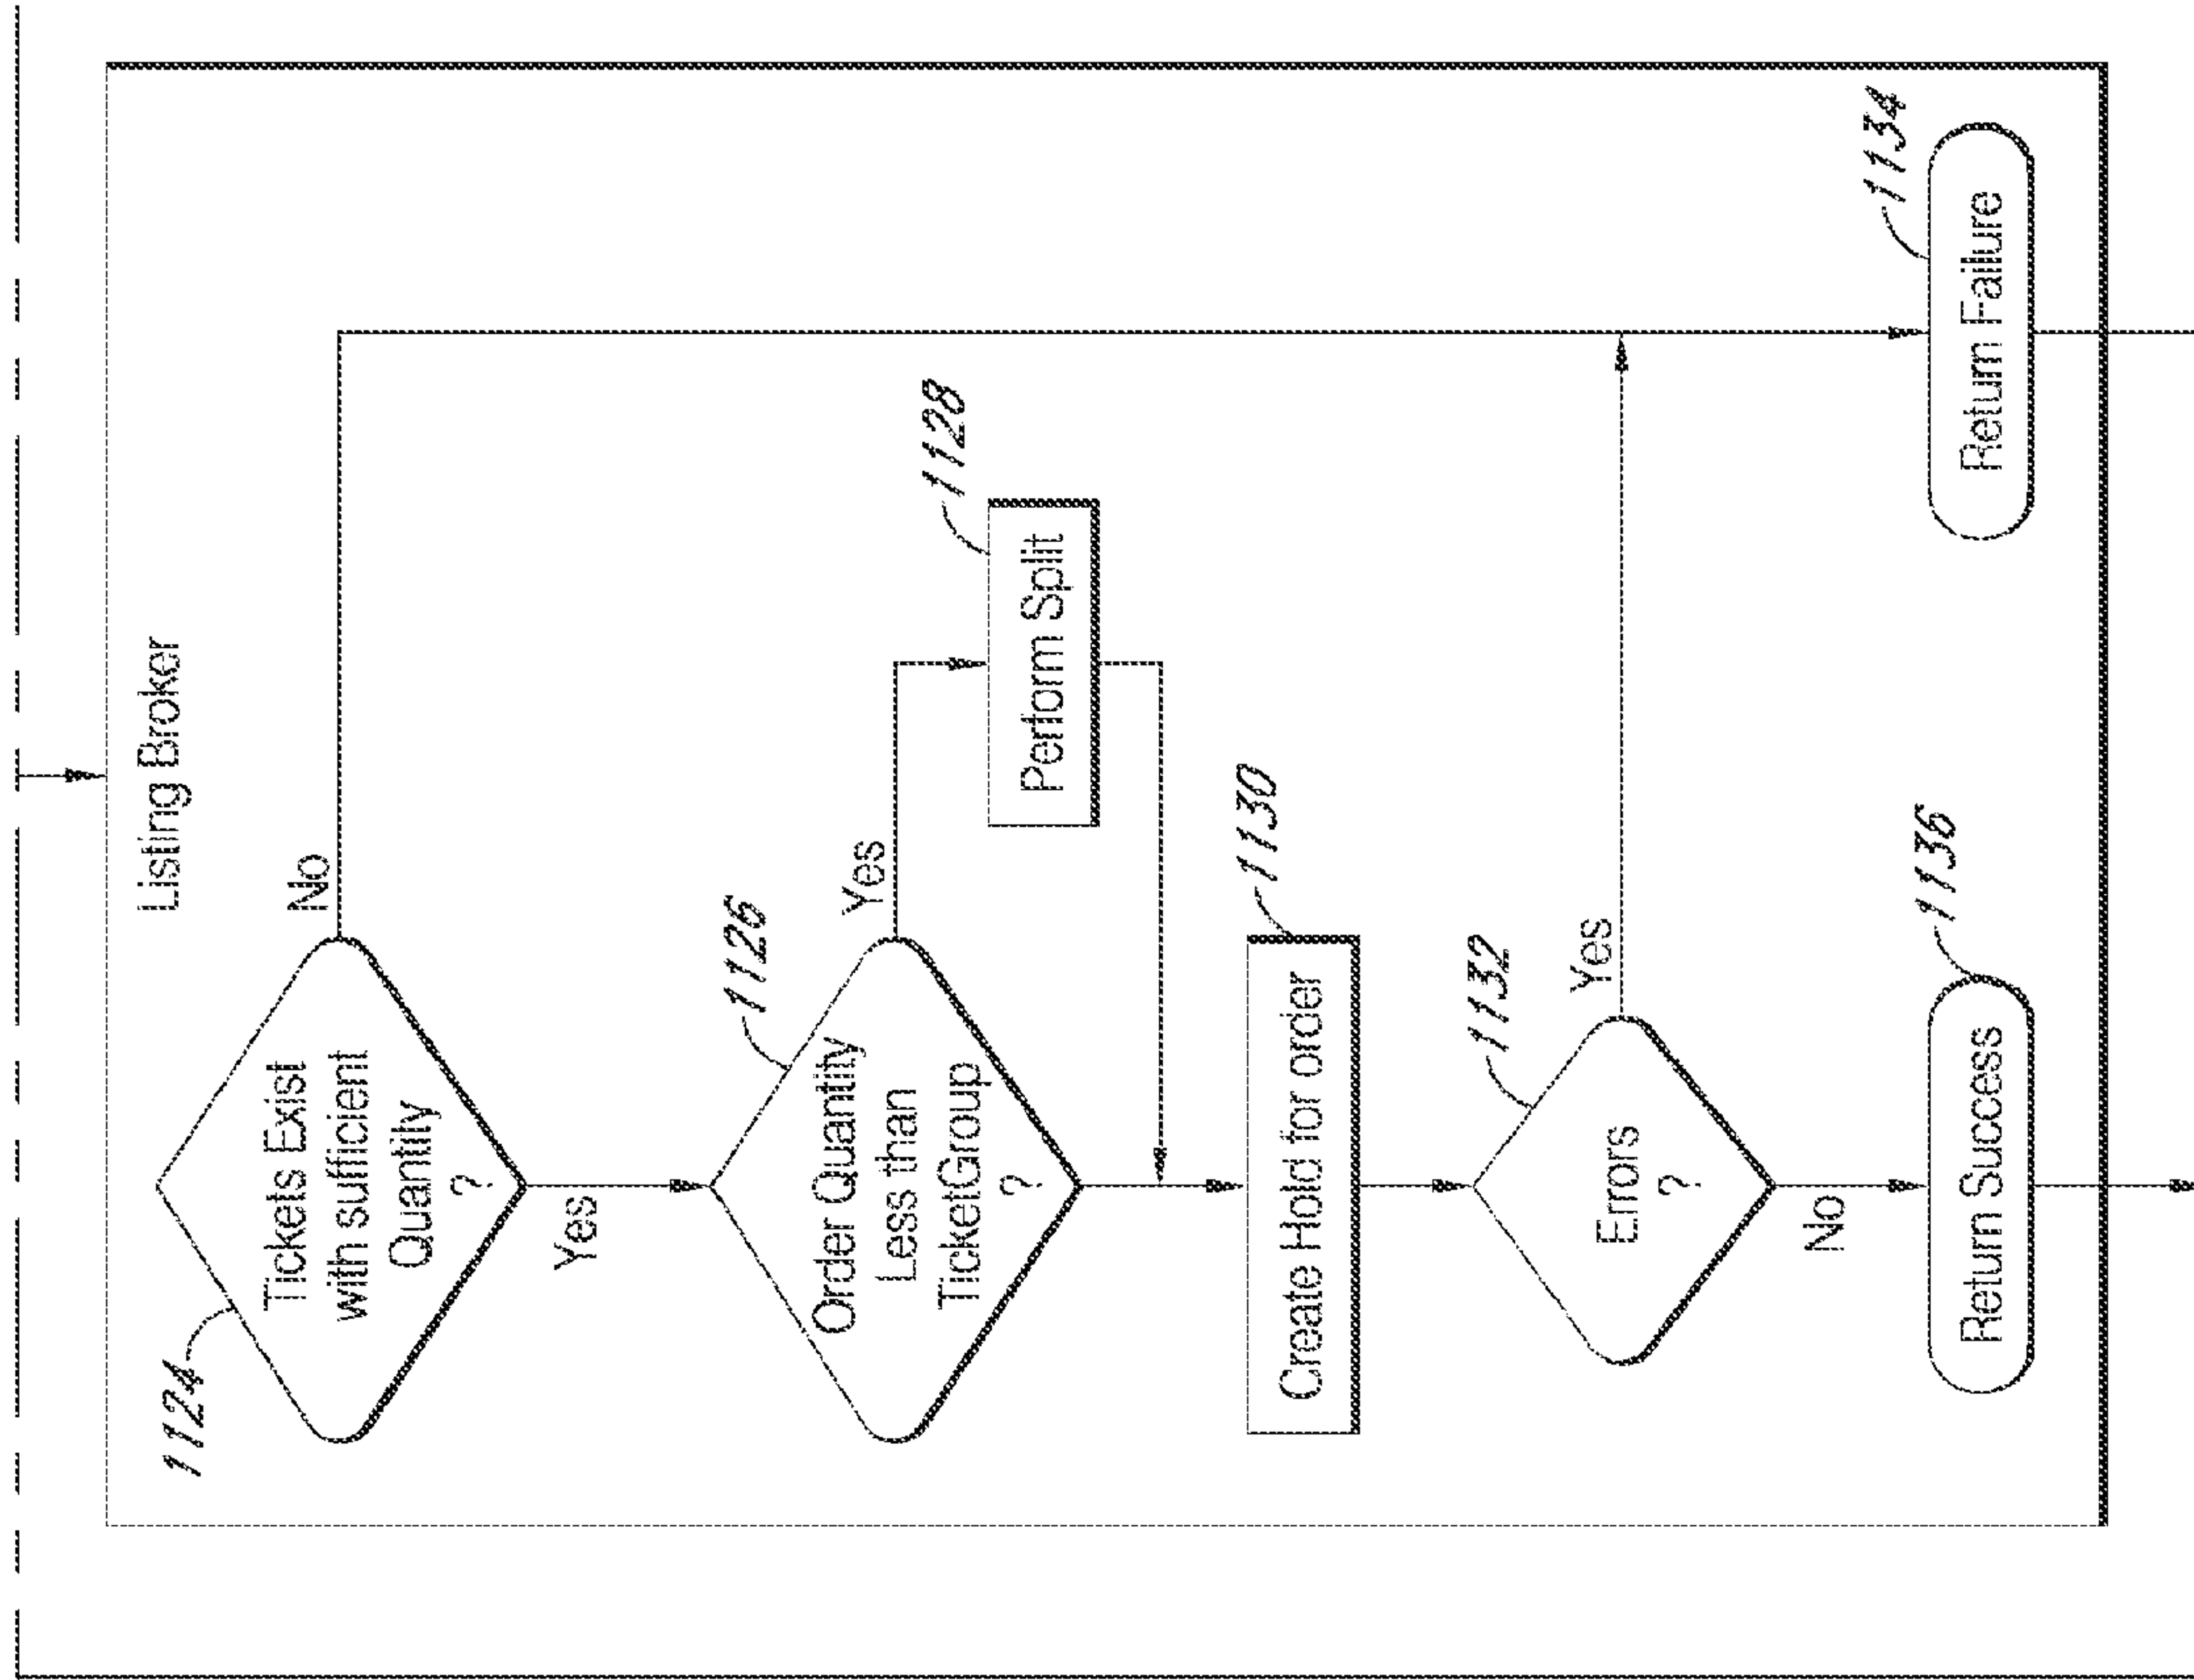 Listing Broker
1124
Tickets Exist
with sufficient
Quantity
?
No
Yes
1126
Order Quantity
Less than
TicketGroup
?
Yes
1128
Perform Split
1130
Create Hold for order
1132
Errors
?
Yes
No
1136
Return Success
1134
Return Failure